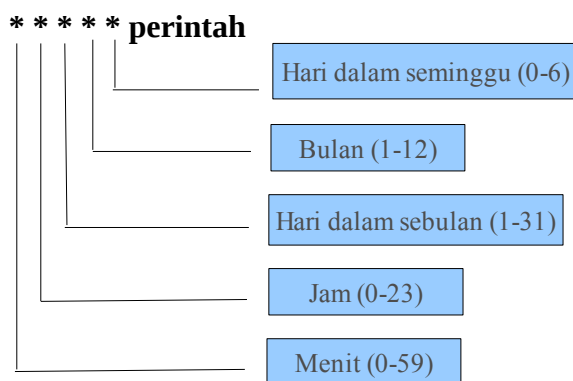 * * * * * perintah
Hari dalam seminggu (0-6)
Bulan (1-12)
Hari dalam sebulan (1-31)
Jam (0-23)
Menit (0-59)